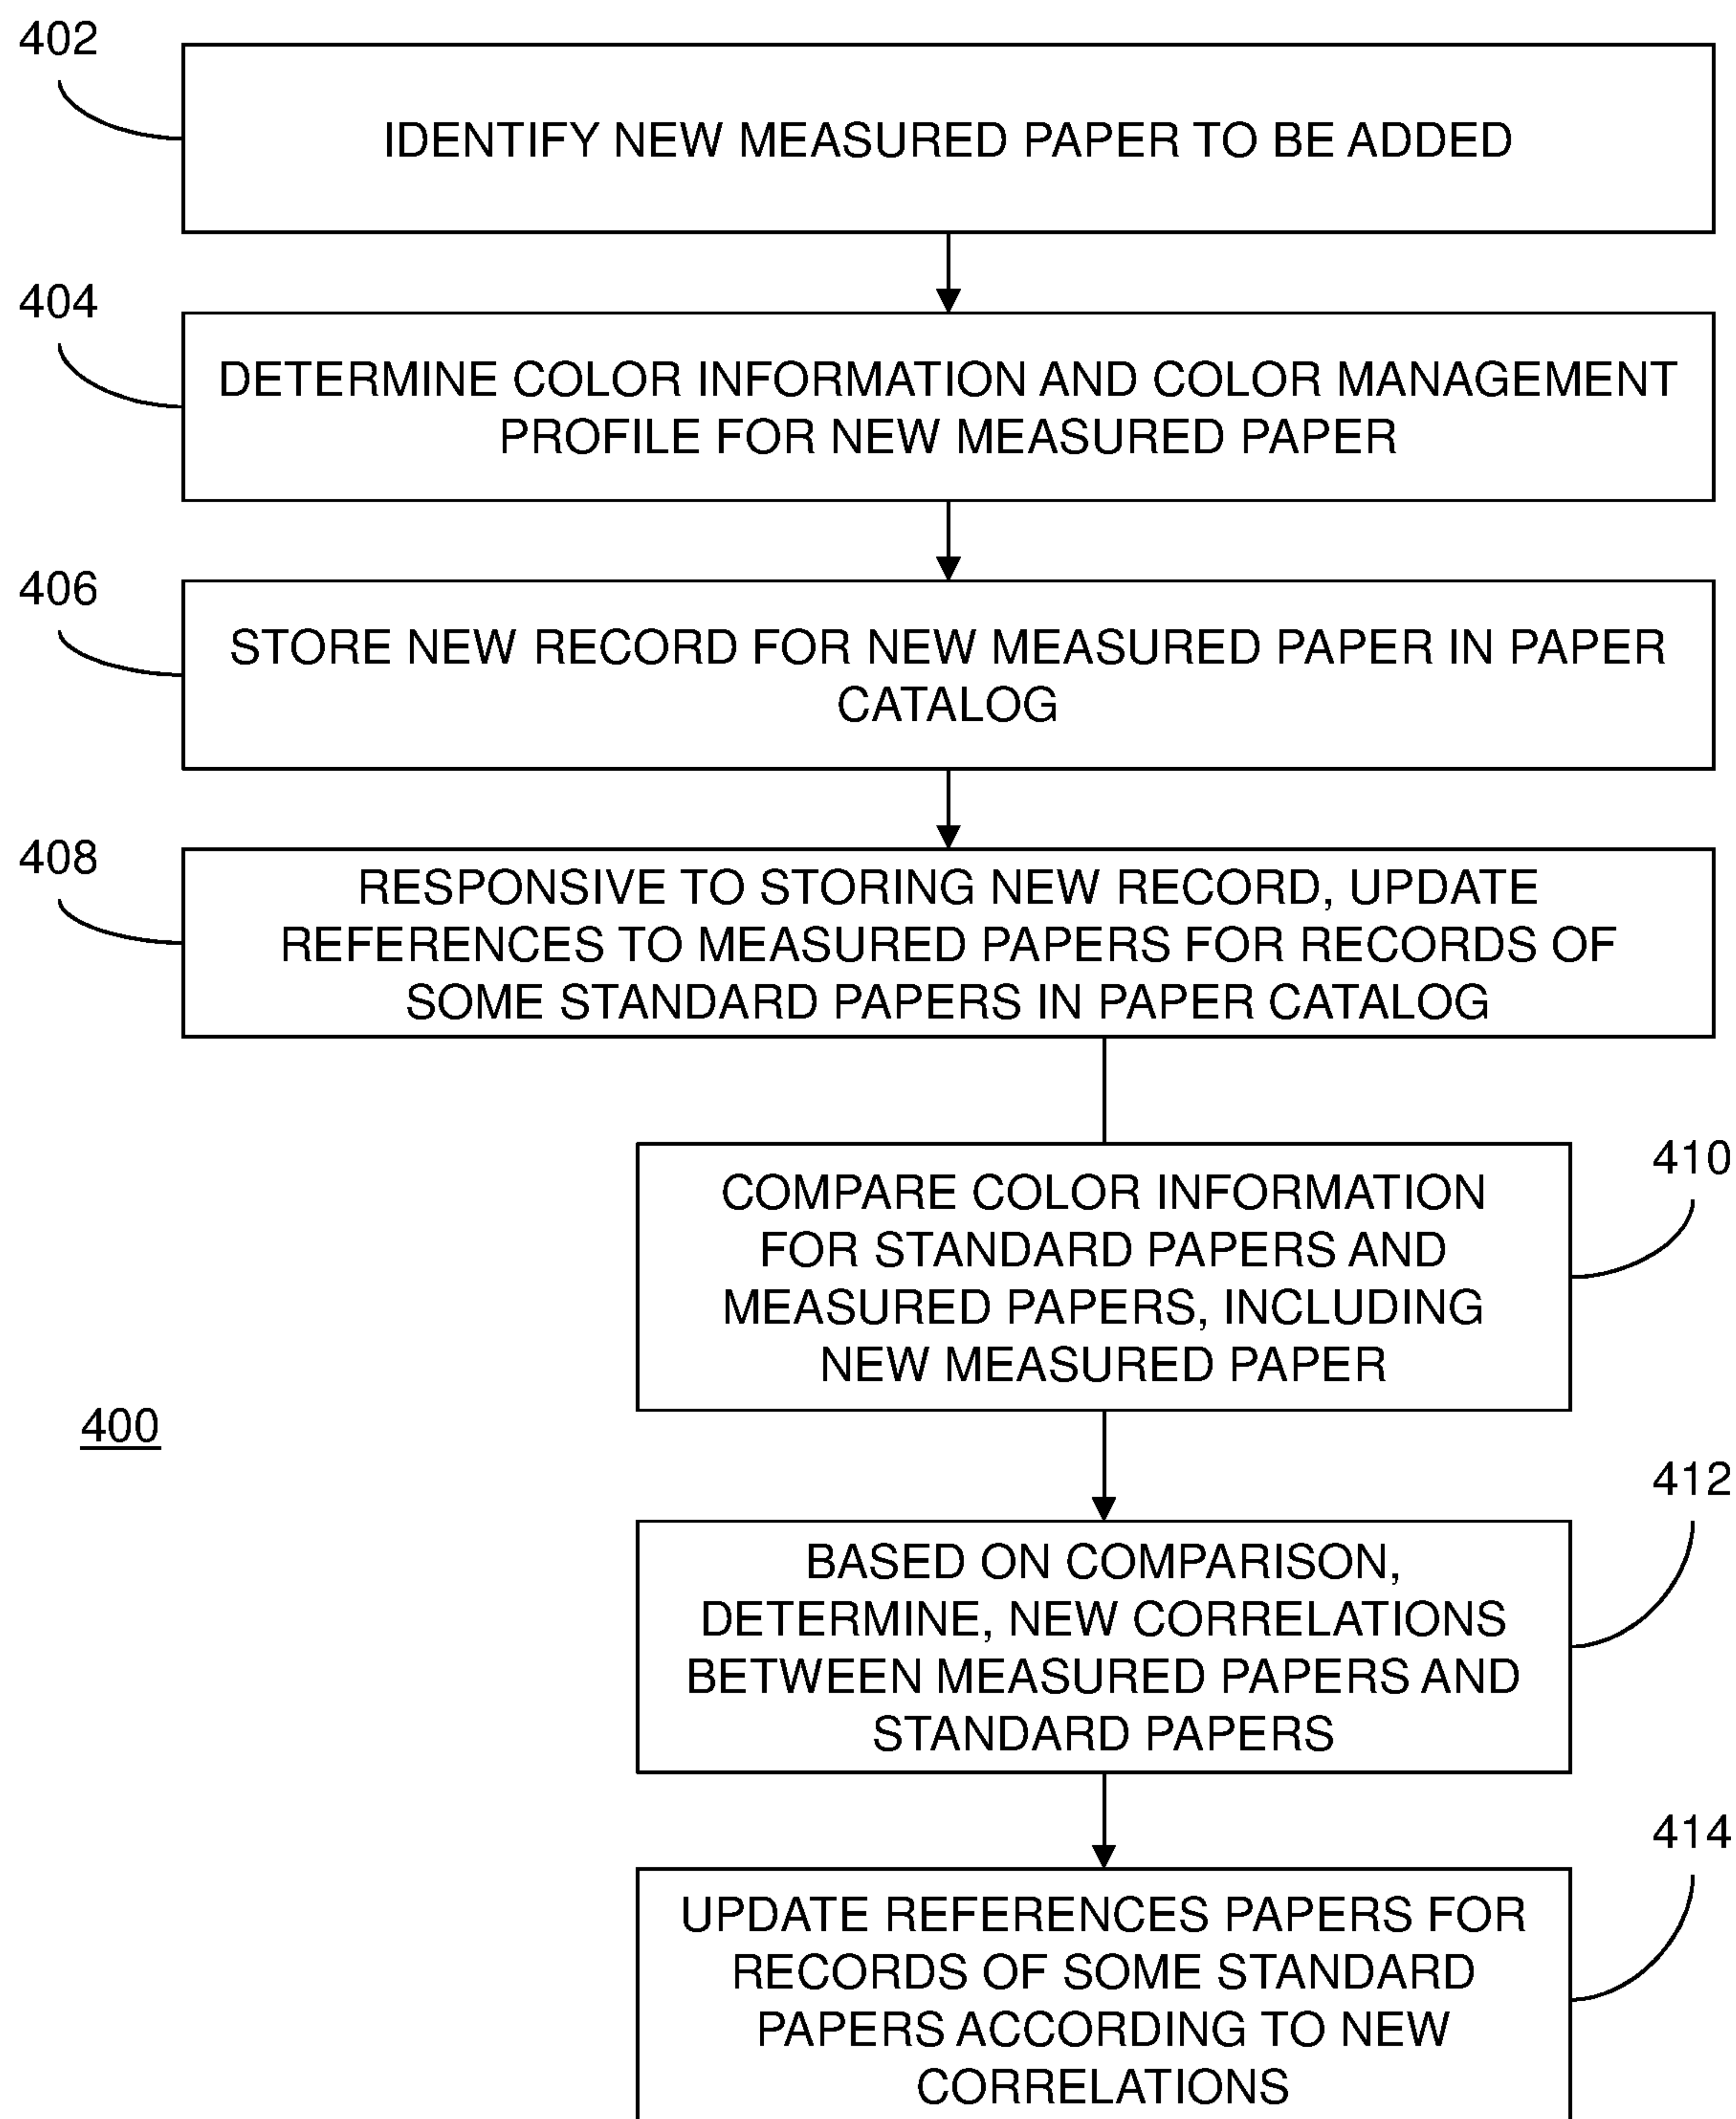 402
IDENTIFY NEW MEASURED PAPER TO BE ADDED
404
DETERMINE COLOR INFORMATION AND COLOR MANAGEMENT
PROFILE FOR NEW MEASURED PAPER
406
STORE NEW RECORD FOR NEW MEASURED PAPER IN PAPER
CATALOG
408
RESPONSIVE TO STORING NEW RECORD, UPDATE
REFERENCES TO MEASURED PAPERS FOR RECORDS OF
SOME STANDARD PAPERS IN PAPER CATALOG
410
COMPARE COLOR INFORMATION
FOR STANDARD PAPERS AND
MEASURED PAPERS, INCLUDING
NEW MEASURED PAPER
400
412
BASED ON COMPARISON,
DETERMINE, NEW CORRELATIONS
BETWEEN MEASURED PAPERS AND
STANDARD PAPERS
414
UPDATE REFERENCES PAPERS FOR
RECORDS OF SOME STANDARD
PAPERS ACCORDING TO NEW
CORRELATIONS